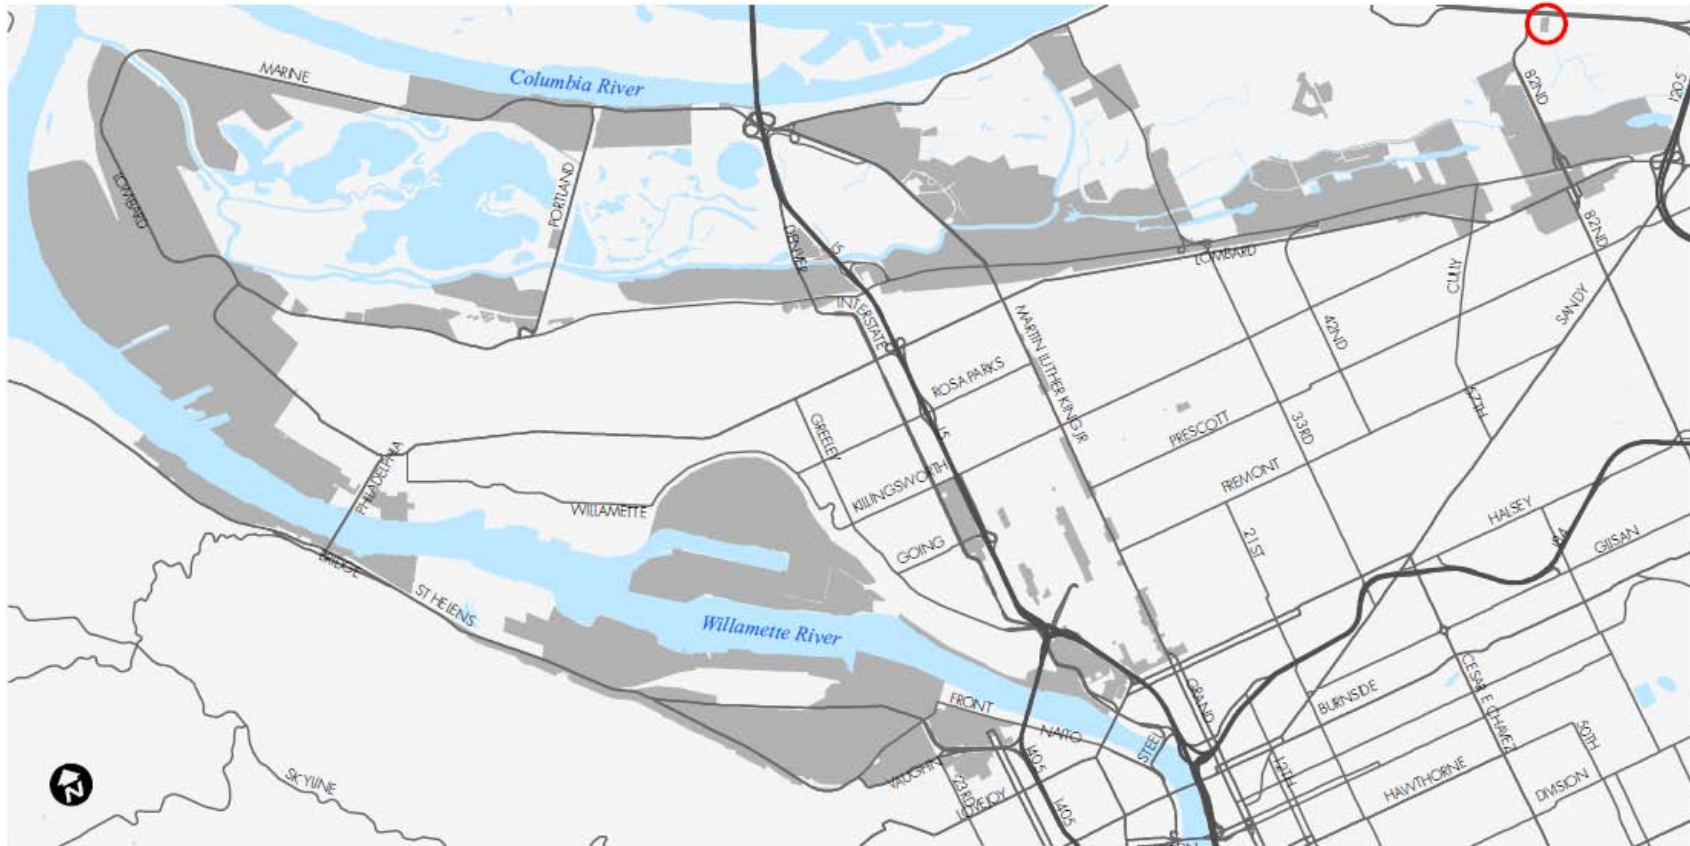 Columbia River
MARINE
82ND
I205
LOMBARD
PORTLAND
DENVER
I5
82ND
LOMBARD
CULLY
INTERSTATE
MARTIN LUTHER KING JR
42ND
SANDY
ROSA PARKS
GREELEY
I5
PRESCOTT
33RD
57TH
PHILADELPHIA
KILLINGSWORTH
FREMONT
WILLAMETTE
HALSEY
GOING
21ST
I84
GLISAN
BRIDGE
ST HELENS
Willamette River
FRONT
GRAND
BURNSIDE
CESAR E CHAVEZ
NAITO
STEEL
50TH
SKYLINE
VAUGHN
23RD
LOVEJOY
I405
I405
12TH
HAWTHORNE
DIVISION
N